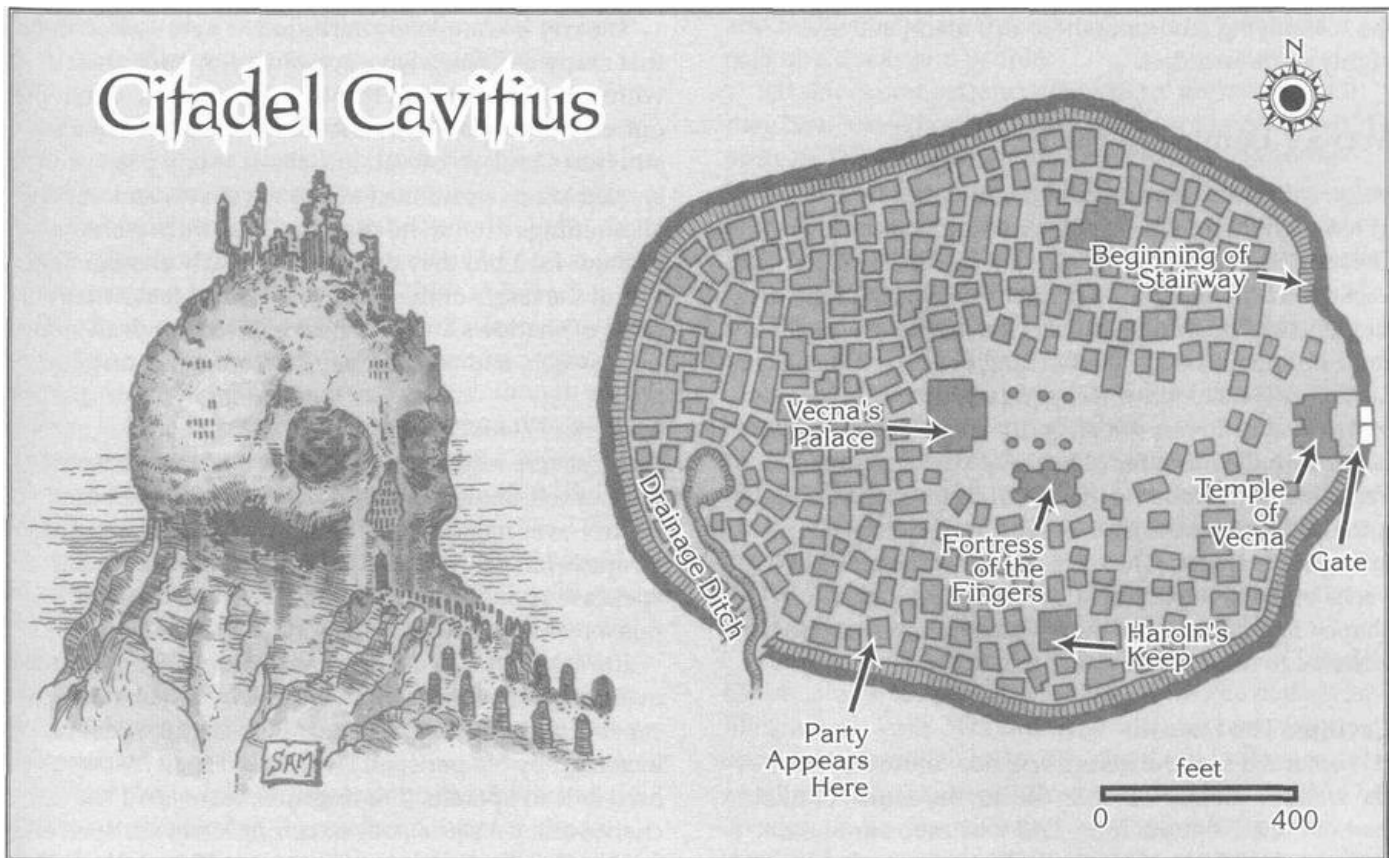 Citadel Cavitius
N
Beginning of
Stairway
Vecna's
Palace
Drainage Ditch
Temple
of
Vecna
Gate
Fortress
of the
Fingers
Haroln's
Keep
Party
Appears
Here
feet
0 400
SAM